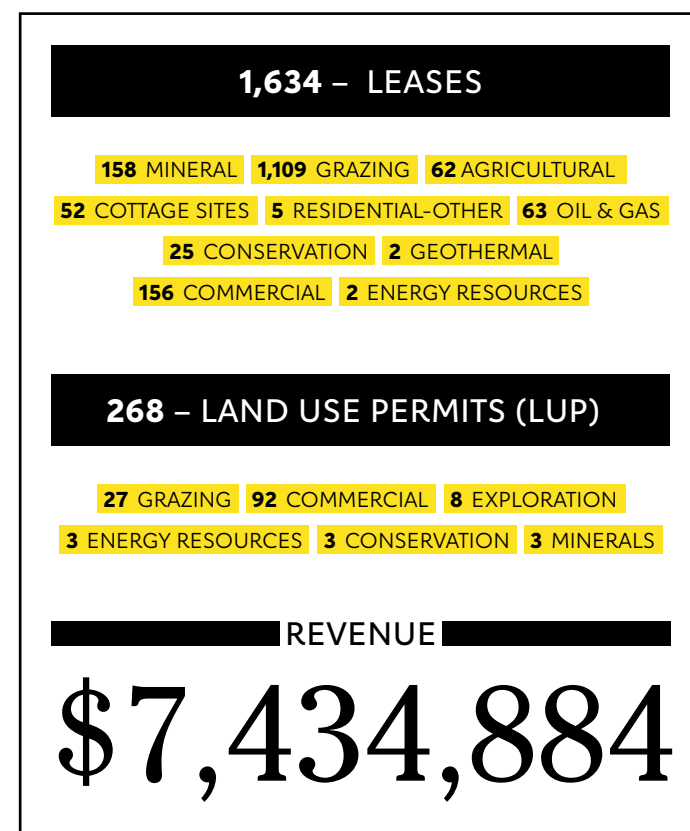 1,634 – LEASES
158 MINERAL 1,109 GRAZING 62 AGRICULTURAL
52 COTTAGE SITES 5 RESIDENTIAL-OTHER 63 OIL & GAS
25 CONSERVATION 2 GEOTHERMAL
156 COMMERCIAL 2 ENERGY RESOURCES
268 – LAND USE PERMITS (LUP)
27 GRAZING 92 COMMERCIAL 8 EXPLORATION
3 ENERGY RESOURCES 3 CONSERVATION 3 MINERALS
REVENUE
$7,434,884